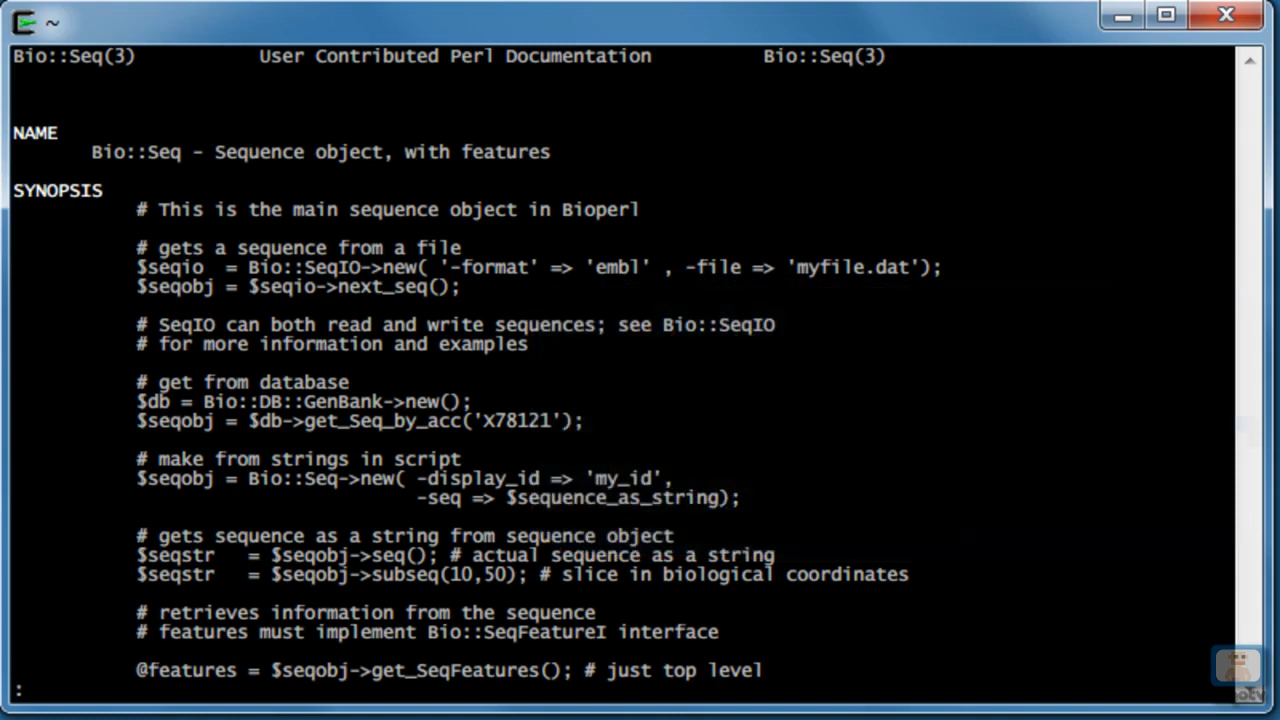 ~
Bio::Seq(3) User Contributed Perl Documentation Bio::Seq(3)
NAME
Bio::Seq - Sequence object, with features
SYNOPSIS
# This is the main sequence object in Bioperl
# gets a sequence from a file
$seqio = Bio::SeqIO->new( '-format' => 'embl' , -file => 'myfile.dat');
$seqobj = $seqio->next_seq();
# SeqIO can both read and write sequences; see Bio::SeqIO
# for more information and examples
# get from database
$db = Bio::DB::GenBank->new();
$seqobj = $db->get_Seq_by_acc('X78121');
# make from strings in script
$seqobj = Bio::Seq->new( -display_id => 'my_id',
-seq => $sequence_as_string);
# gets sequence as a string from sequence object
$seqstr = $seqobj->seq(); # actual sequence as a string
$seqstr = $seqobj->subseq(10,50); # slice in biological coordinates
# retrieves information from the sequence
# features must implement Bio::SeqFeatureI interface
@features = $seqobj->get_SeqFeatures(); # just top level
: